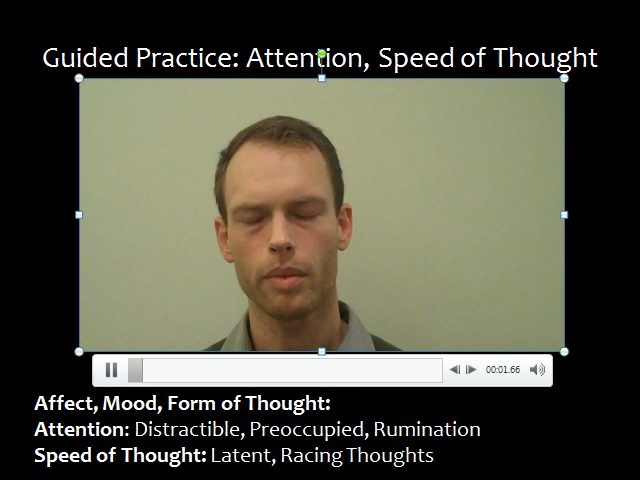 Guided Practice: Attention, Speed of Thought
00:01.66
Affect, Mood, Form of Thought:
Attention: Distractible, Preoccupied, Rumination
Speed of Thought: Latent, Racing Thoughts